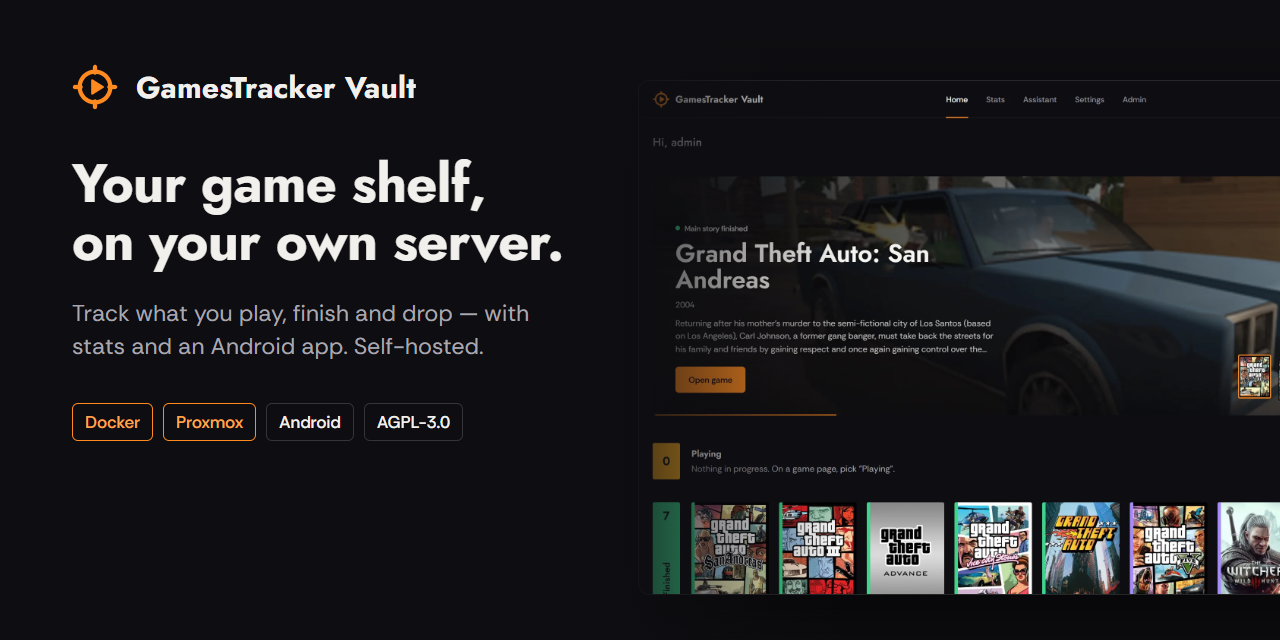 GamesTracker Vault
Your game shelf,
on your own server.
Track what you play, finish and drop — with
stats and an Android app. Self-hosted.
Docker
Proxmox
Android
AGPL-3.0
GamesTracker Vault
Home
Stats
Assistant
Settings
Admin
Hi, admin
Main story finished
Grand Theft Auto: San
Andreas
2004
Returning after his mother's murder to the semi-fictional city of Los Santos (based
on Los Angeles), Carl Johnson, a former gang banger, must take back the streets for
his family and friends by gaining respect and once again gaining control over the...
Open game
0
Playing
Nothing in progress. On a game page, pick "Playing".
7
Finished
grand
theft
auto
San Andreas
grand
theft
auto III
grand
theft
auto
ADVANCE
grand
theft
auto
Vice City Stories
GRAND
THEFT
AUTO
grand
theft
auto
V
THE
WITCHER
WILD HUNT